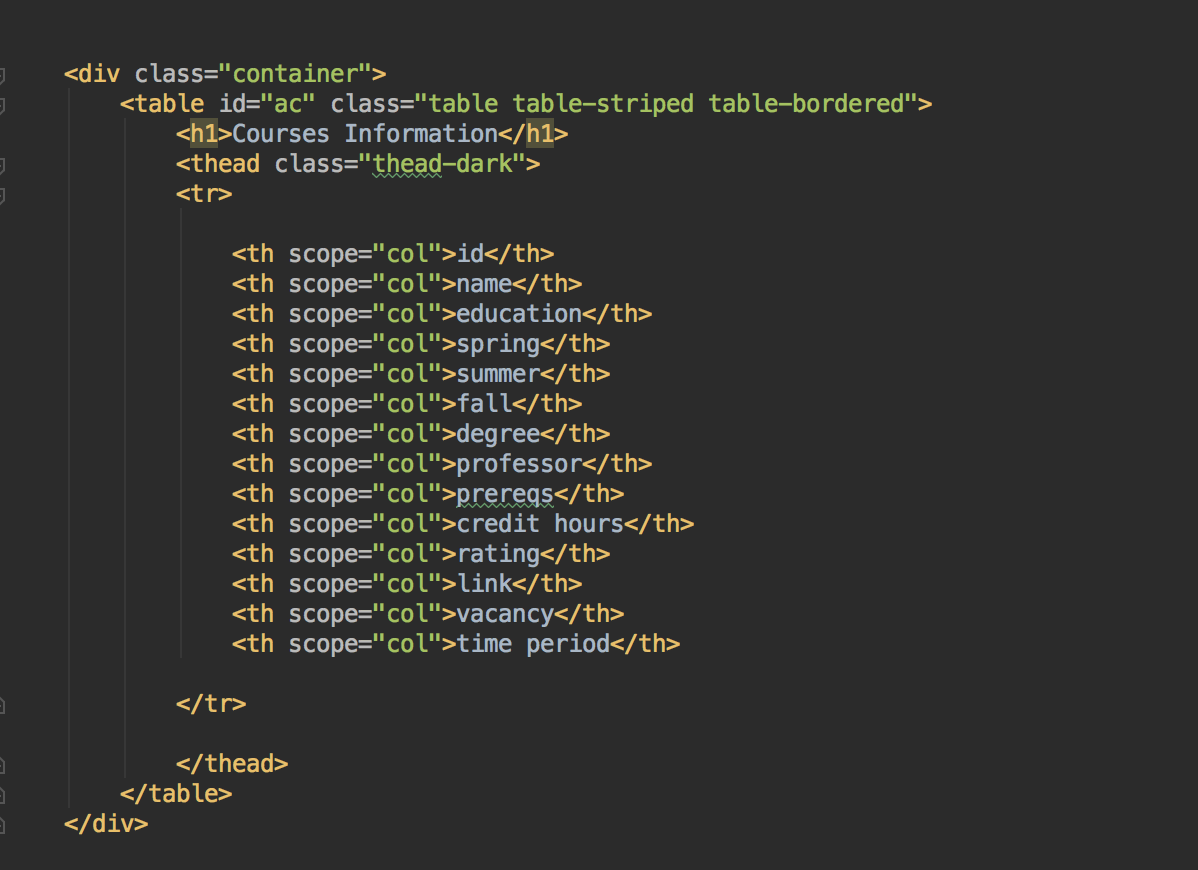 <div class="container">
<table id="ac" class="table table-striped table-bordered">
<h1>Courses Information</h1>
<thead class="thead-dark">
<tr>
<th scope="col">id</th>
<th scope="col">name</th>
<th scope="col">education</th>
<th scope="col">spring</th>
<th scope="col">summer</th>
<th scope="col">fall</th>
<th scope="col">degree</th>
<th scope="col">professor</th>
<th scope="col">prereqs</th>
<th scope="col">credit hours</th>
<th scope="col">rating</th>
<th scope="col">link</th>
<th scope="col">vacancy</th>
<th scope="col">time period</th>
</tr>
</thead>
</table>
</div>